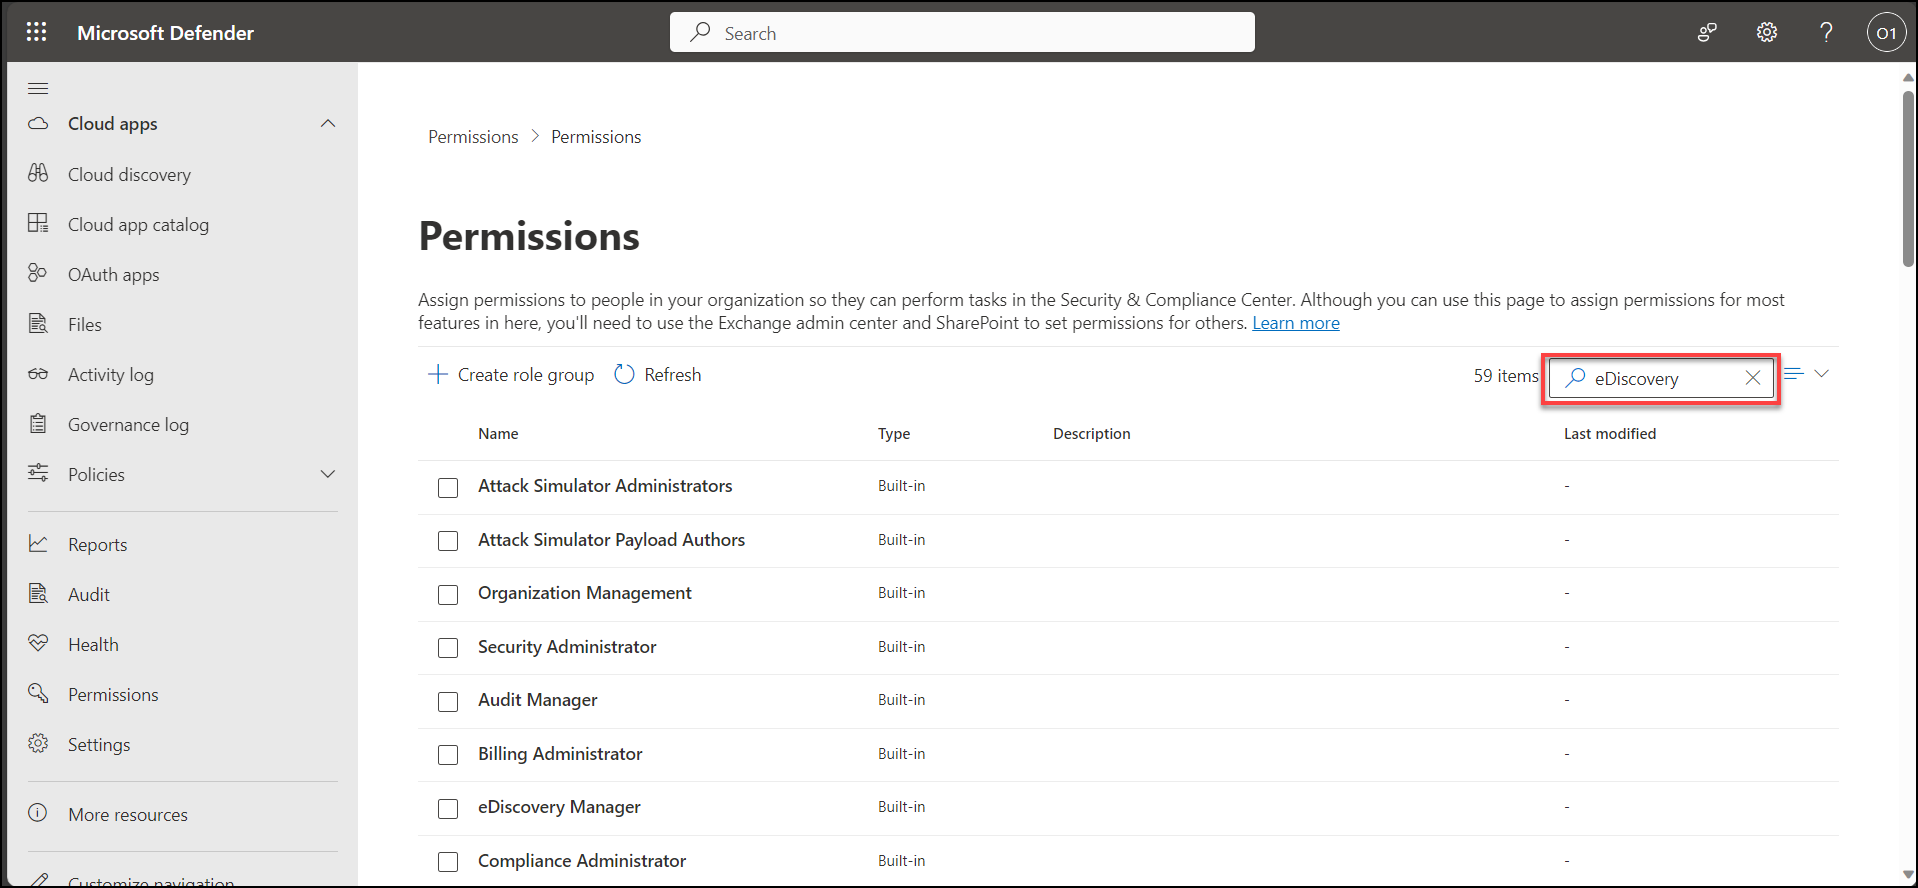 Microsoft Defender
Search
O1
Cloud apps
Cloud discovery
Cloud app catalog
OAuth apps
Files
Activity log
Governance log
Policies
Reports
Audit
Health
Permissions
Settings
More resources
Customize navigation
Permissions > Permissions
Permissions
Assign permissions to people in your organization so they can perform tasks in the Security & Compliance Center. Although you can use this page to assign permissions for most
features in here, you'll need to use the Exchange admin center and SharePoint to set permissions for others. Learn more
Create role group Refresh 59 items eDiscovery
Name Type Description Last modified
Attack Simulator Administrators Built-in -
Attack Simulator Payload Authors Built-in -
Organization Management Built-in -
Security Administrator Built-in -
Audit Manager Built-in -
Billing Administrator Built-in -
eDiscovery Manager Built-in -
Compliance Administrator Built-in -